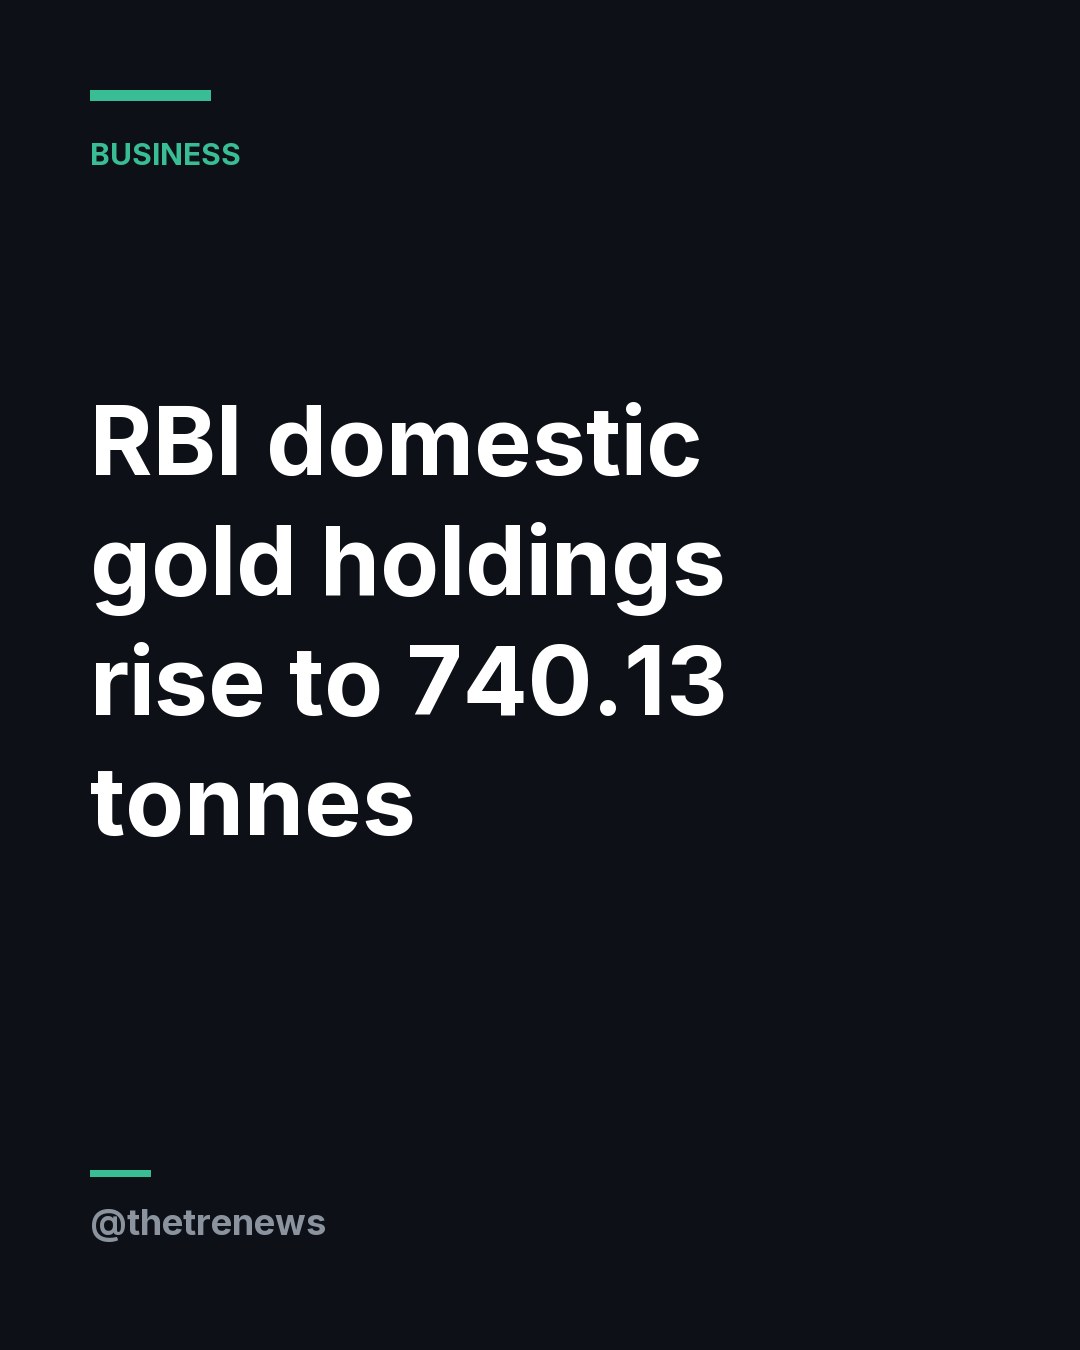 BUSINESS
RBI domestic
gold holdings
rise to 740.13
tonnes
@thetrenews